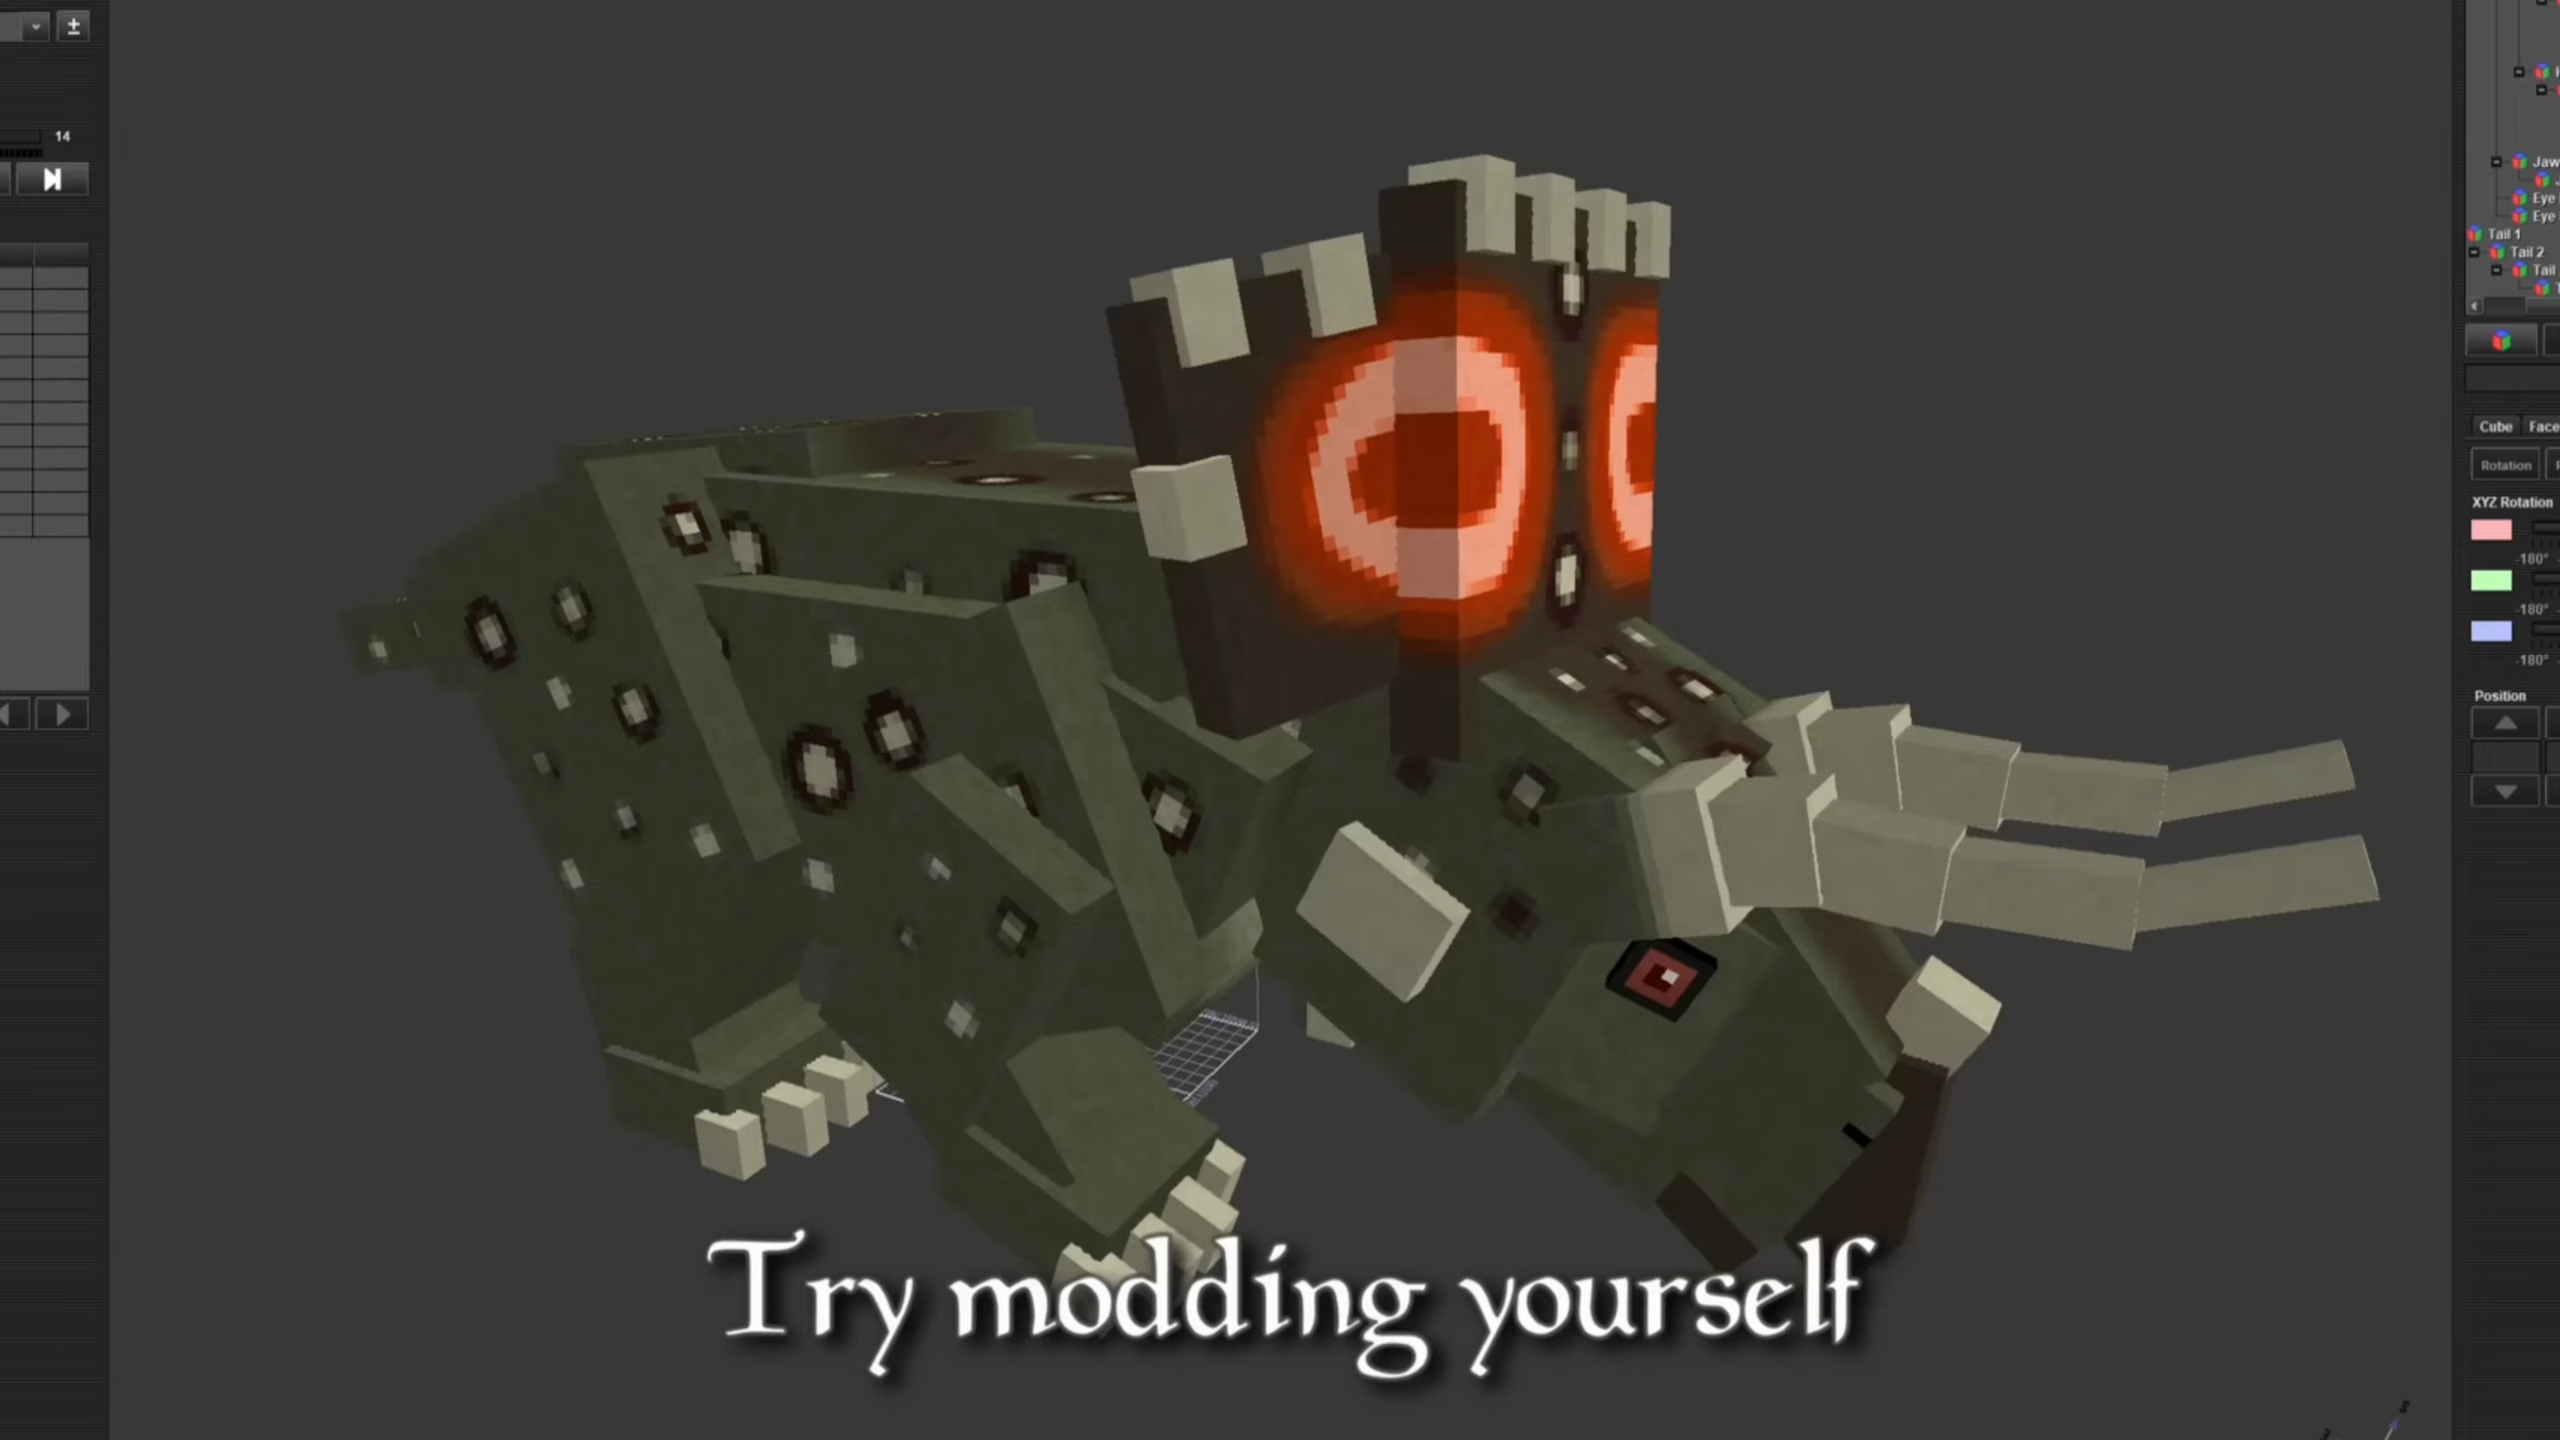 ±
14
Jaw
Eye
Eye
Tail 1
Tail 2
Tail
Cube Face
Rotation
XYZ Rotation
-180°
-180°
-180°
Position
Try modding yourself